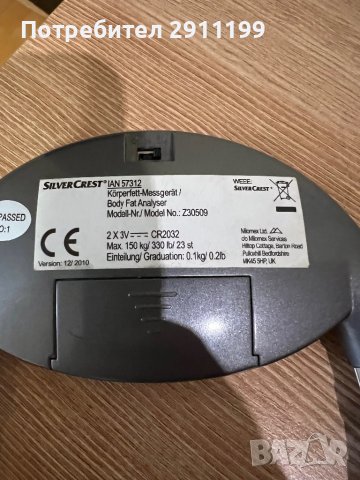 Потребител 2911199
SILVERCREST® IAN 57312
Körperfett-Messgerät /
Body Fat Analyser
Modell-Nr./ Model No.: Z30509
2 X 3V CR2032
Max. 150 kg/ 330 lb/ 23 st
Einteilung/ Graduation: 0.1kg/ 0.2lb
CE
Version: 12/ 2010
WEEE:
SILVERCREST®
Milomex Ltd.
c/o Milomex Services
Hilltop Cottage, Barton Road
Pulloxhill Bedfordshire
MK45 5HP, UK
PASSED
O:1
BAZAR